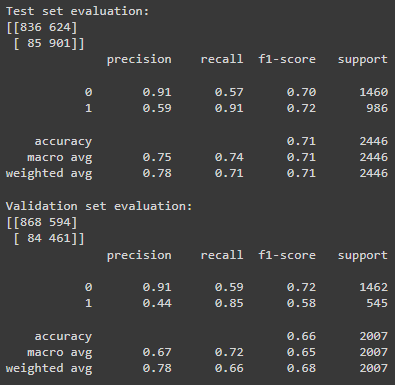 Test set evaluation:
[[836 624]
 [ 85 901]]
              precision    recall  f1-score   support

           0       0.91      0.57      0.70      1460
           1       0.59      0.91      0.72       986

    accuracy                           0.71      2446
   macro avg       0.75      0.74      0.71      2446
weighted avg       0.78      0.71      0.71      2446

Validation set evaluation:
[[868 594]
 [ 84 461]]
              precision    recall  f1-score   support

           0       0.91      0.59      0.72      1462
           1       0.44      0.85      0.58       545

    accuracy                           0.66      2007
   macro avg       0.67      0.72      0.65      2007
weighted avg       0.78      0.66      0.68      2007